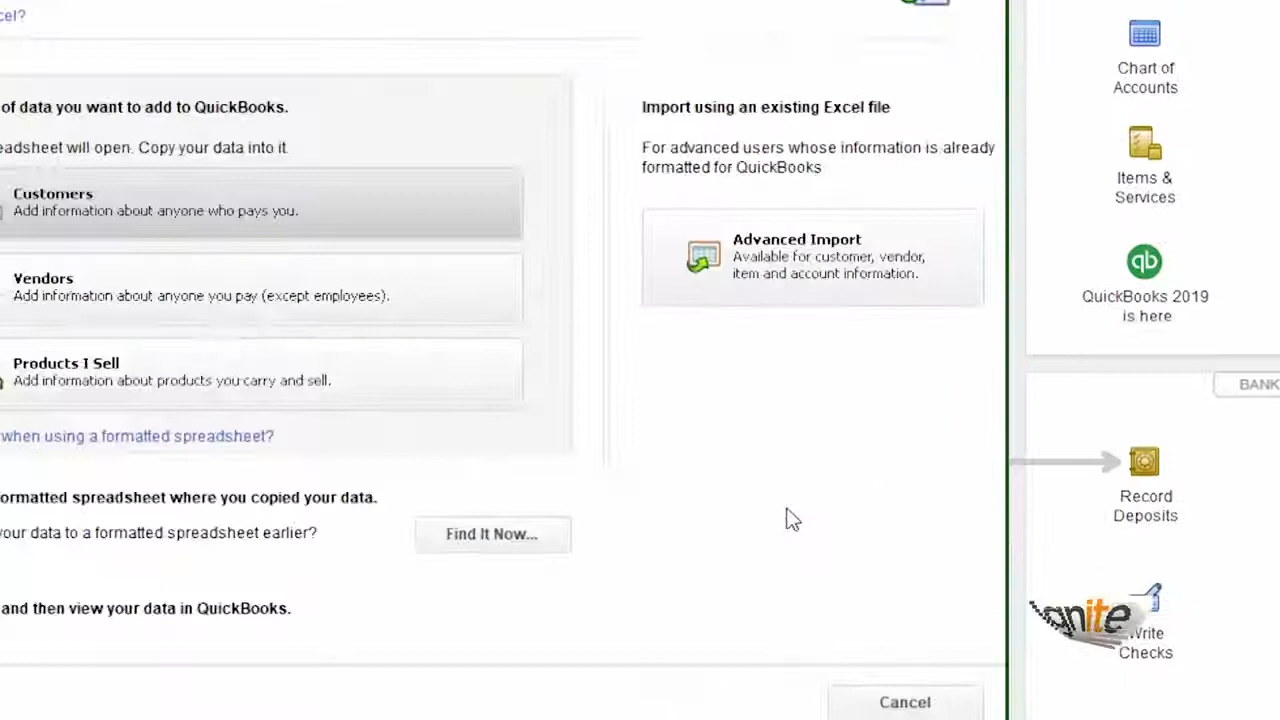 cel?
of data you want to add to QuickBooks.
eadsheet will open. Copy your data into it
Customers
Add information about anyone who pays you.
Vendors
Add information about anyone you pay (except employees).
Products I Sell
Add information about products you carry and sell.
when using a formatted spreadsheet?
ormatted spreadsheet where you copied your data.
your data to a formatted spreadsheet earlier?
Find It Now...
and then view your data in QuickBooks.
Import using an existing Excel file
For advanced users whose information is already
formatted for QuickBooks
Advanced Import
Available for customer, vendor,
item and account information.
Cancel
Chart of
Accounts
Items &
Services
qb
QuickBooks 2019
is here
BANK
Record
Deposits
ignite
Write
Checks